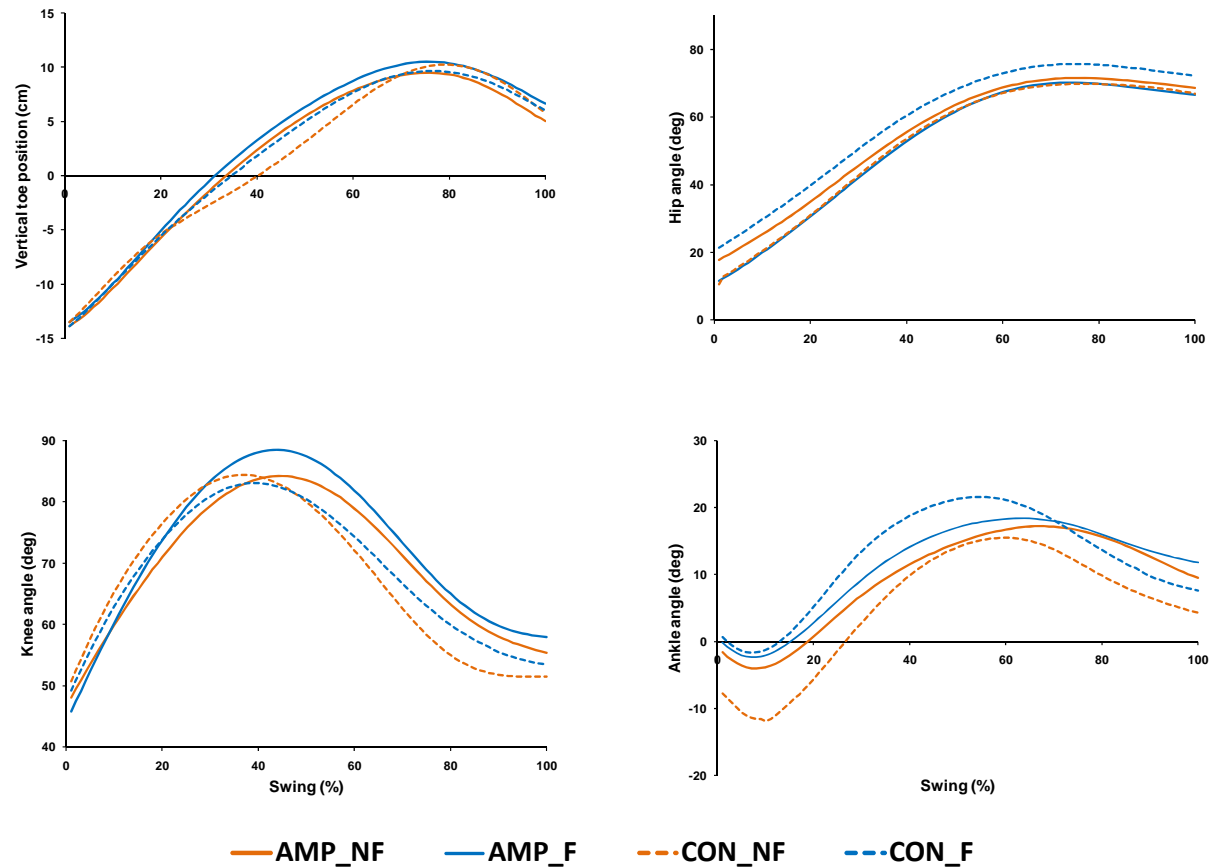 Vertical toe position (cm)
15
10
5
0
-5
-10
-15
0 20 40 60 80 100
Hip angle (deg)
80
60
40
20
0
0 20 40 60 80 100
Knee angle (deg)
90
80
70
60
50
40
0 20 40 60 80 100
Swing (%)
Ankle angle (deg)
30
20
10
0
-10
-20
0 20 40 60 80 100
Swing (%)
AMP_NF AMP_F CON_NF CON_F